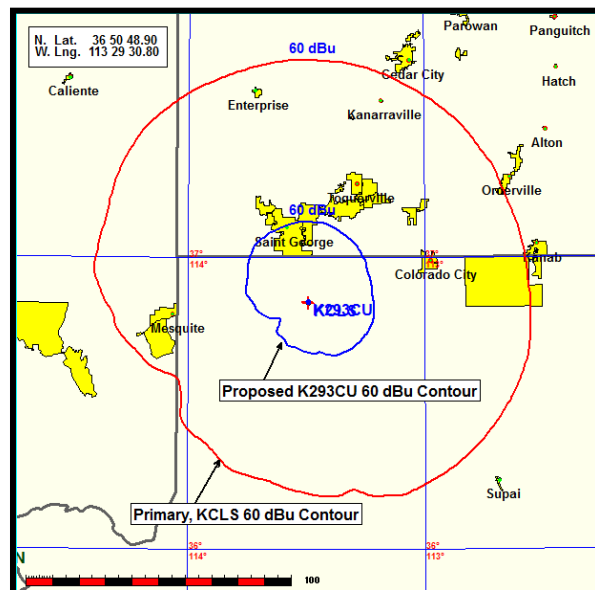 N. Lat. 36 50 48.90
W. Lng. 113 29 30.80
60 dBu
Parowan
Panguitch
Cedar City
Caliente
Enterprise
Hatch
Kanarraville
Alton
Toquerville
Orderville
60 dBu
Saint George
Kanab
37°
114°
37°
113°
Colorado City
KCLS
K293CU
Mesquite
Proposed K293CU 60 dBu Contour
Supai
Primary, KCLS 60 dBu Contour
36°
114°
36°
113°
N
100